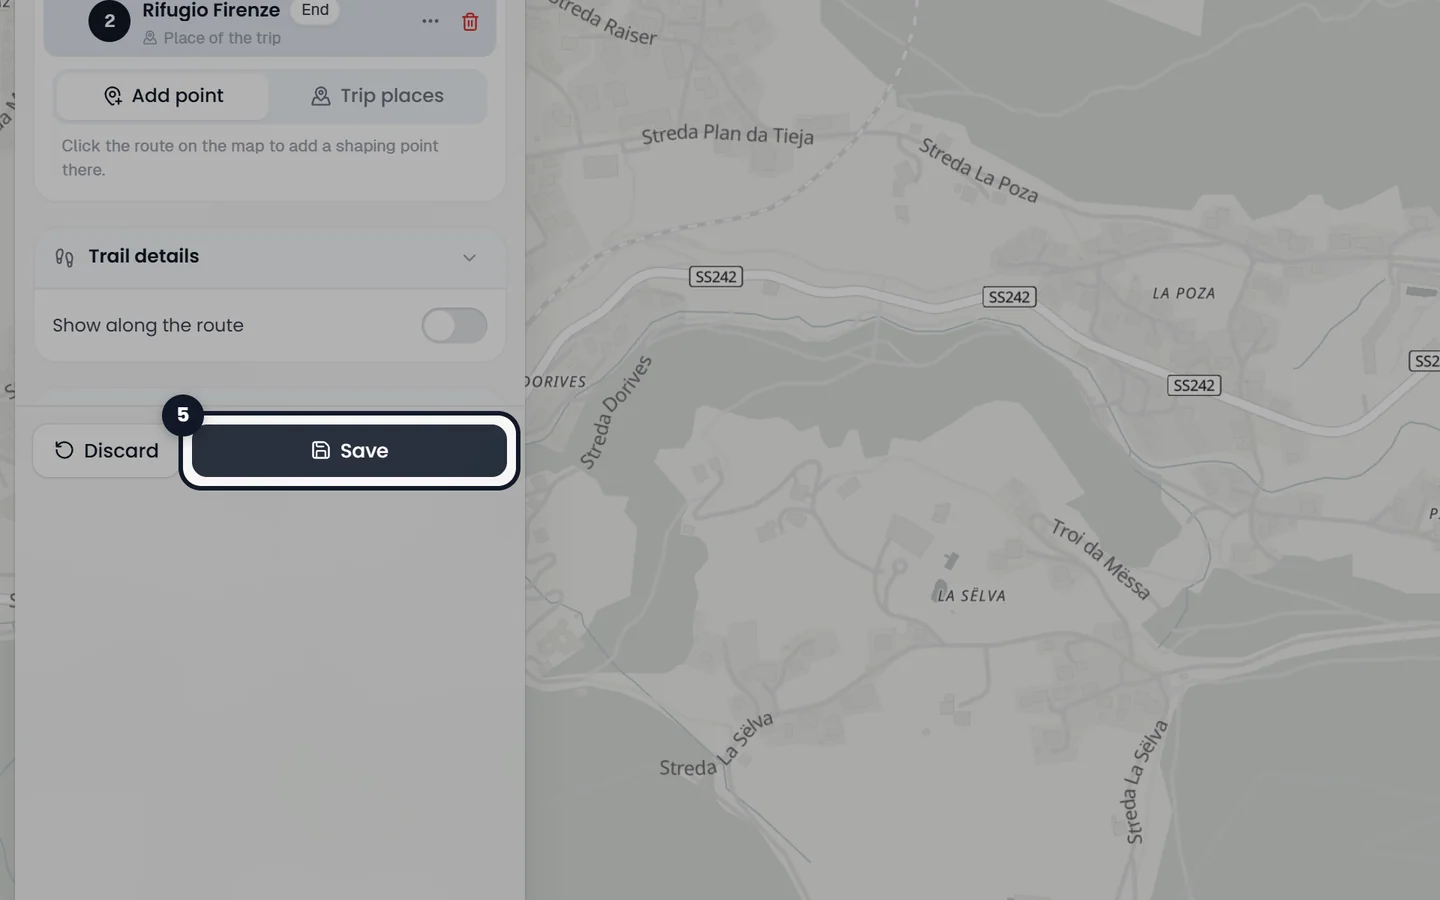 2
Rifugio Firenze
End
Place of the trip
Add point
Trip places
Click the route on the map to add a shaping point
there.
Trail details
Show along the route
5
Discard
Save
Streda Raiser
Streda Plan da Tieja
Streda La Poza
SS242
SS242
LA POZA
SS242
DORIVES
Streda Dorives
Troi da Mëssa
LA SËLVA
Streda La Sëlva
Streda La Sëlva